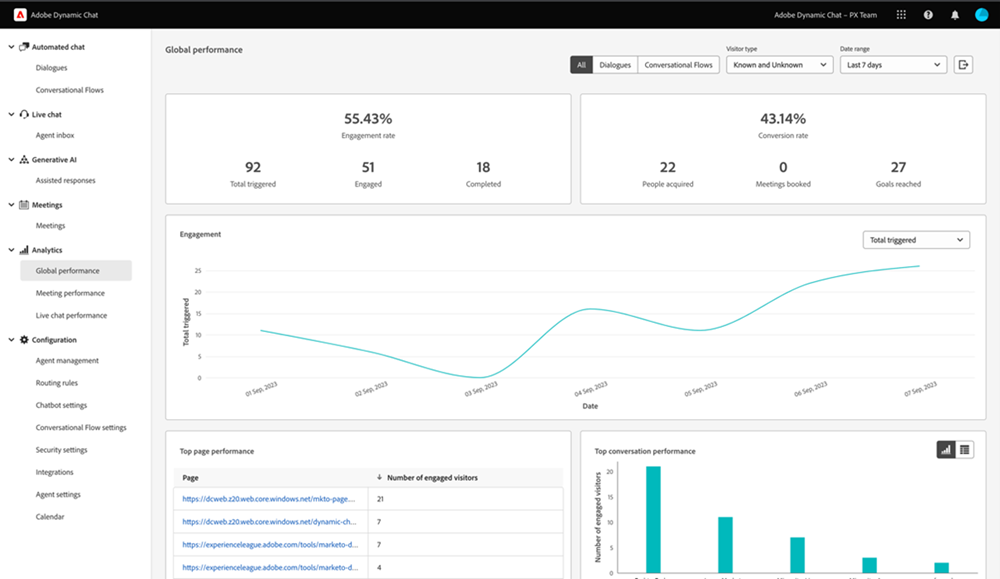 Adobe Dynamic Chat
Adobe Dynamic Chat – PX Team
Automated chat
Dialogues
Conversational Flows
Live chat
Agent inbox
Generative AI
Assisted responses
Meetings
Meetings
Analytics
Global performance
Meeting performance
Live chat performance
Configuration
Agent management
Routing rules
Chatbot settings
Conversational Flow settings
Security settings
Integrations
Agent settings
Calendar
Global performance
All Dialogues Conversational Flows
Visitor type
Known and Unknown
Date range
Last 7 days
55.43%
Engagement rate
92 51 18
Total triggered Engaged Completed
43.14%
Conversion rate
22 0 27
People acquired Meetings booked Goals reached
Engagement
Total triggered
Total triggered
25
20
15
10
5
0
01 Sep, 2023 02 Sep, 2023 03 Sep, 2023 04 Sep, 2023 05 Sep, 2023 06 Sep, 2023 07 Sep, 2023
Date
Top page performance
Page Number of engaged visitors
https://dcweb.z20.web.core.windows.net/mkto-page... 21
https://dcweb.z20.web.core.windows.net/dynamic-ch... 7
https://experienceleague.adobe.com/tools/marketo-d... 7
https://experienceleague.adobe.com/tools/marketo-d... 4
Top conversation performance
Number of engaged visitors
20
15
10
5
0